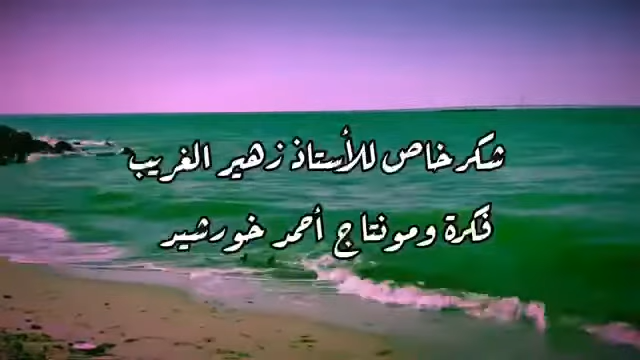 شكر خاص للأستاذ زهير الغريب
فكرة ومونتاج أحمد خورشيد